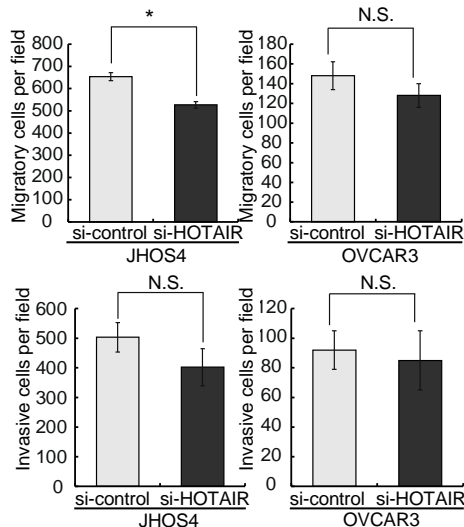 *
Migratory cells per field
800
700
600
500
400
300
200
100
0
si-control si-HOTAIR
JHOS4
N.S.
Migratory cells per field
180
160
140
120
100
80
60
40
20
0
si-control si-HOTAIR
OVCAR3
N.S.
Invasive cells per field
600
500
400
300
200
100
0
si-control si-HOTAIR
JHOS4
N.S.
Invasive cells per field
120
100
80
60
40
20
0
si-control si-HOTAIR
OVCAR3